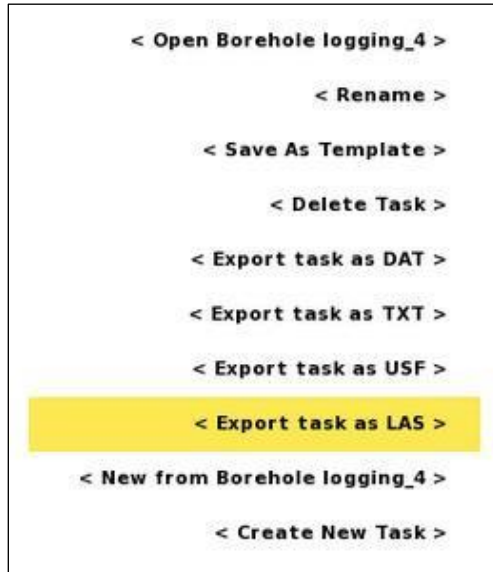 < Open Borehole logging_4 >
< Rename >
< Save As Template >
< Delete Task >
< Export task as DAT >
< Export task as TXT >
< Export task as USF >
< Export task as LAS >
< New from Borehole logging_4 >
< Create New Task >